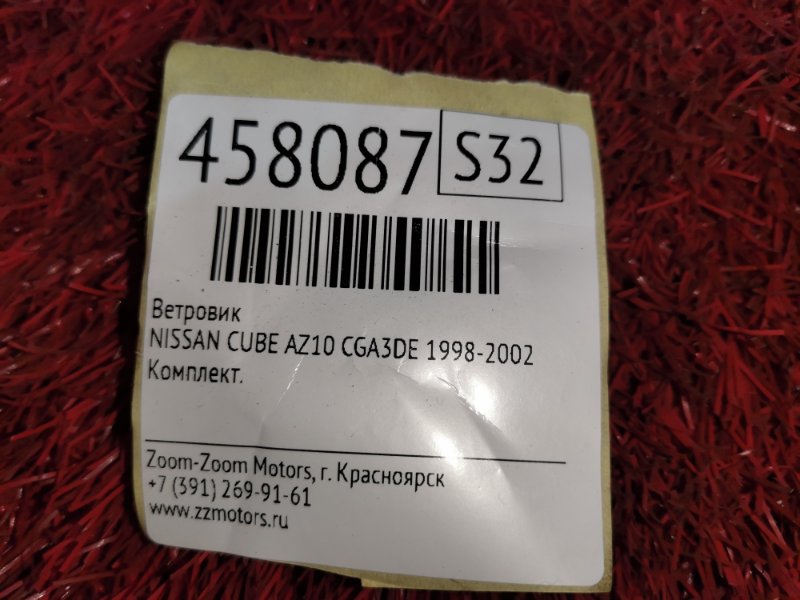 458087 S32
Ветровик
NISSAN CUBE AZ10 CGA3DE 1998-2002
Комплект.
Zoom-Zoom Motors, г. Красноярск
+7 (391) 269-91-61
www.zzmotors.ru